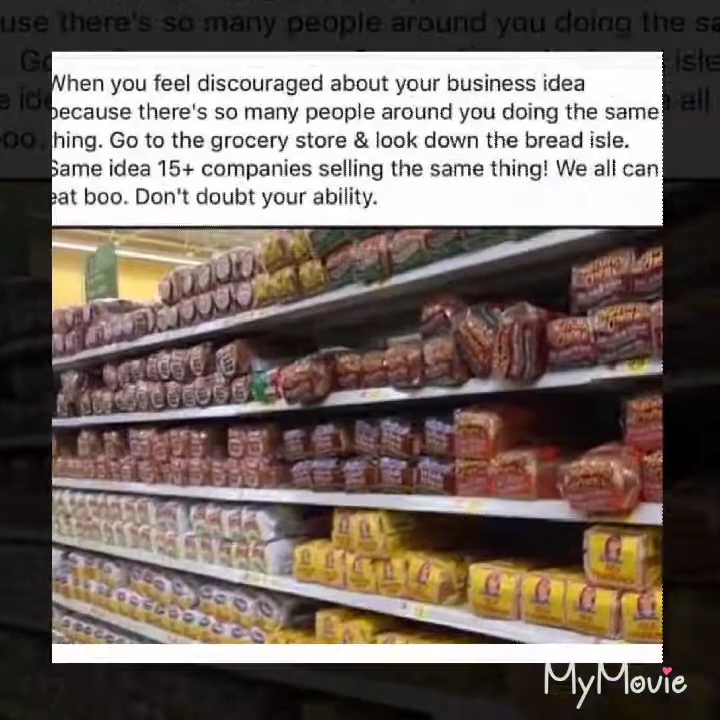 When you feel discouraged about your business idea
because there's so many people around you doing the same
thing. Go to the grocery store & look down the bread isle.
Same idea 15+ companies selling the same thing! We all can
eat boo. Don't doubt your ability.
MyMovie